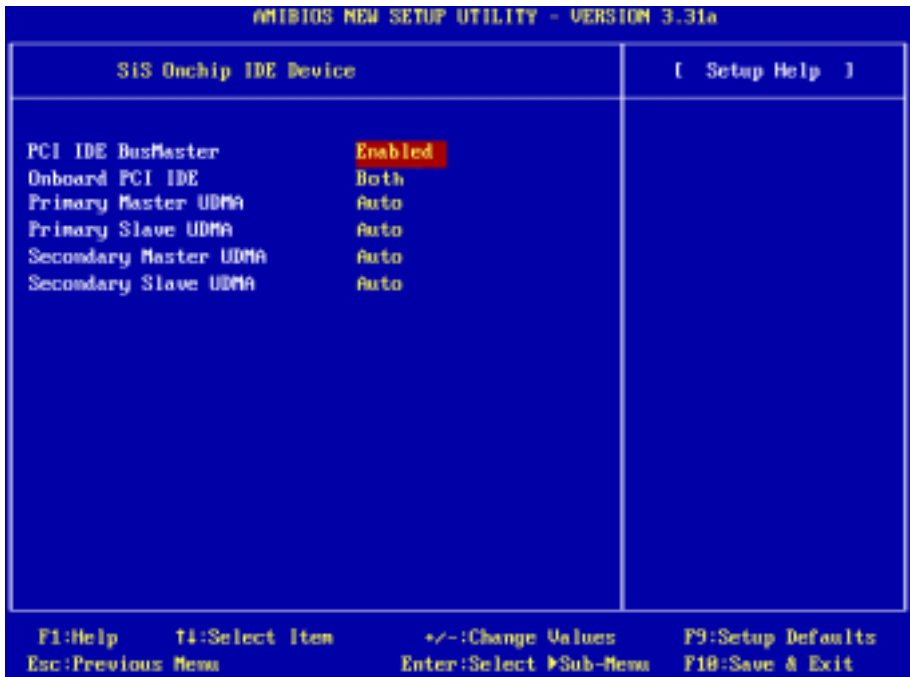 AMIBIOS NEW SETUP UTILITY - VERSION 3.31a
SiS Onchip IDE Device
[ Setup Help ]
PCI IDE BusMaster Enabled
Onboard PCI IDE Both
Primary Master UDMA Auto
Primary Slave UDMA Auto
Secondary Master UDMA Auto
Secondary Slave UDMA Auto
F1:Help ↑↓:Select Item +/-:Change Values F9:Setup Defaults
Esc:Previous Menu Enter:Select ▶Sub-Menu F10:Save & Exit